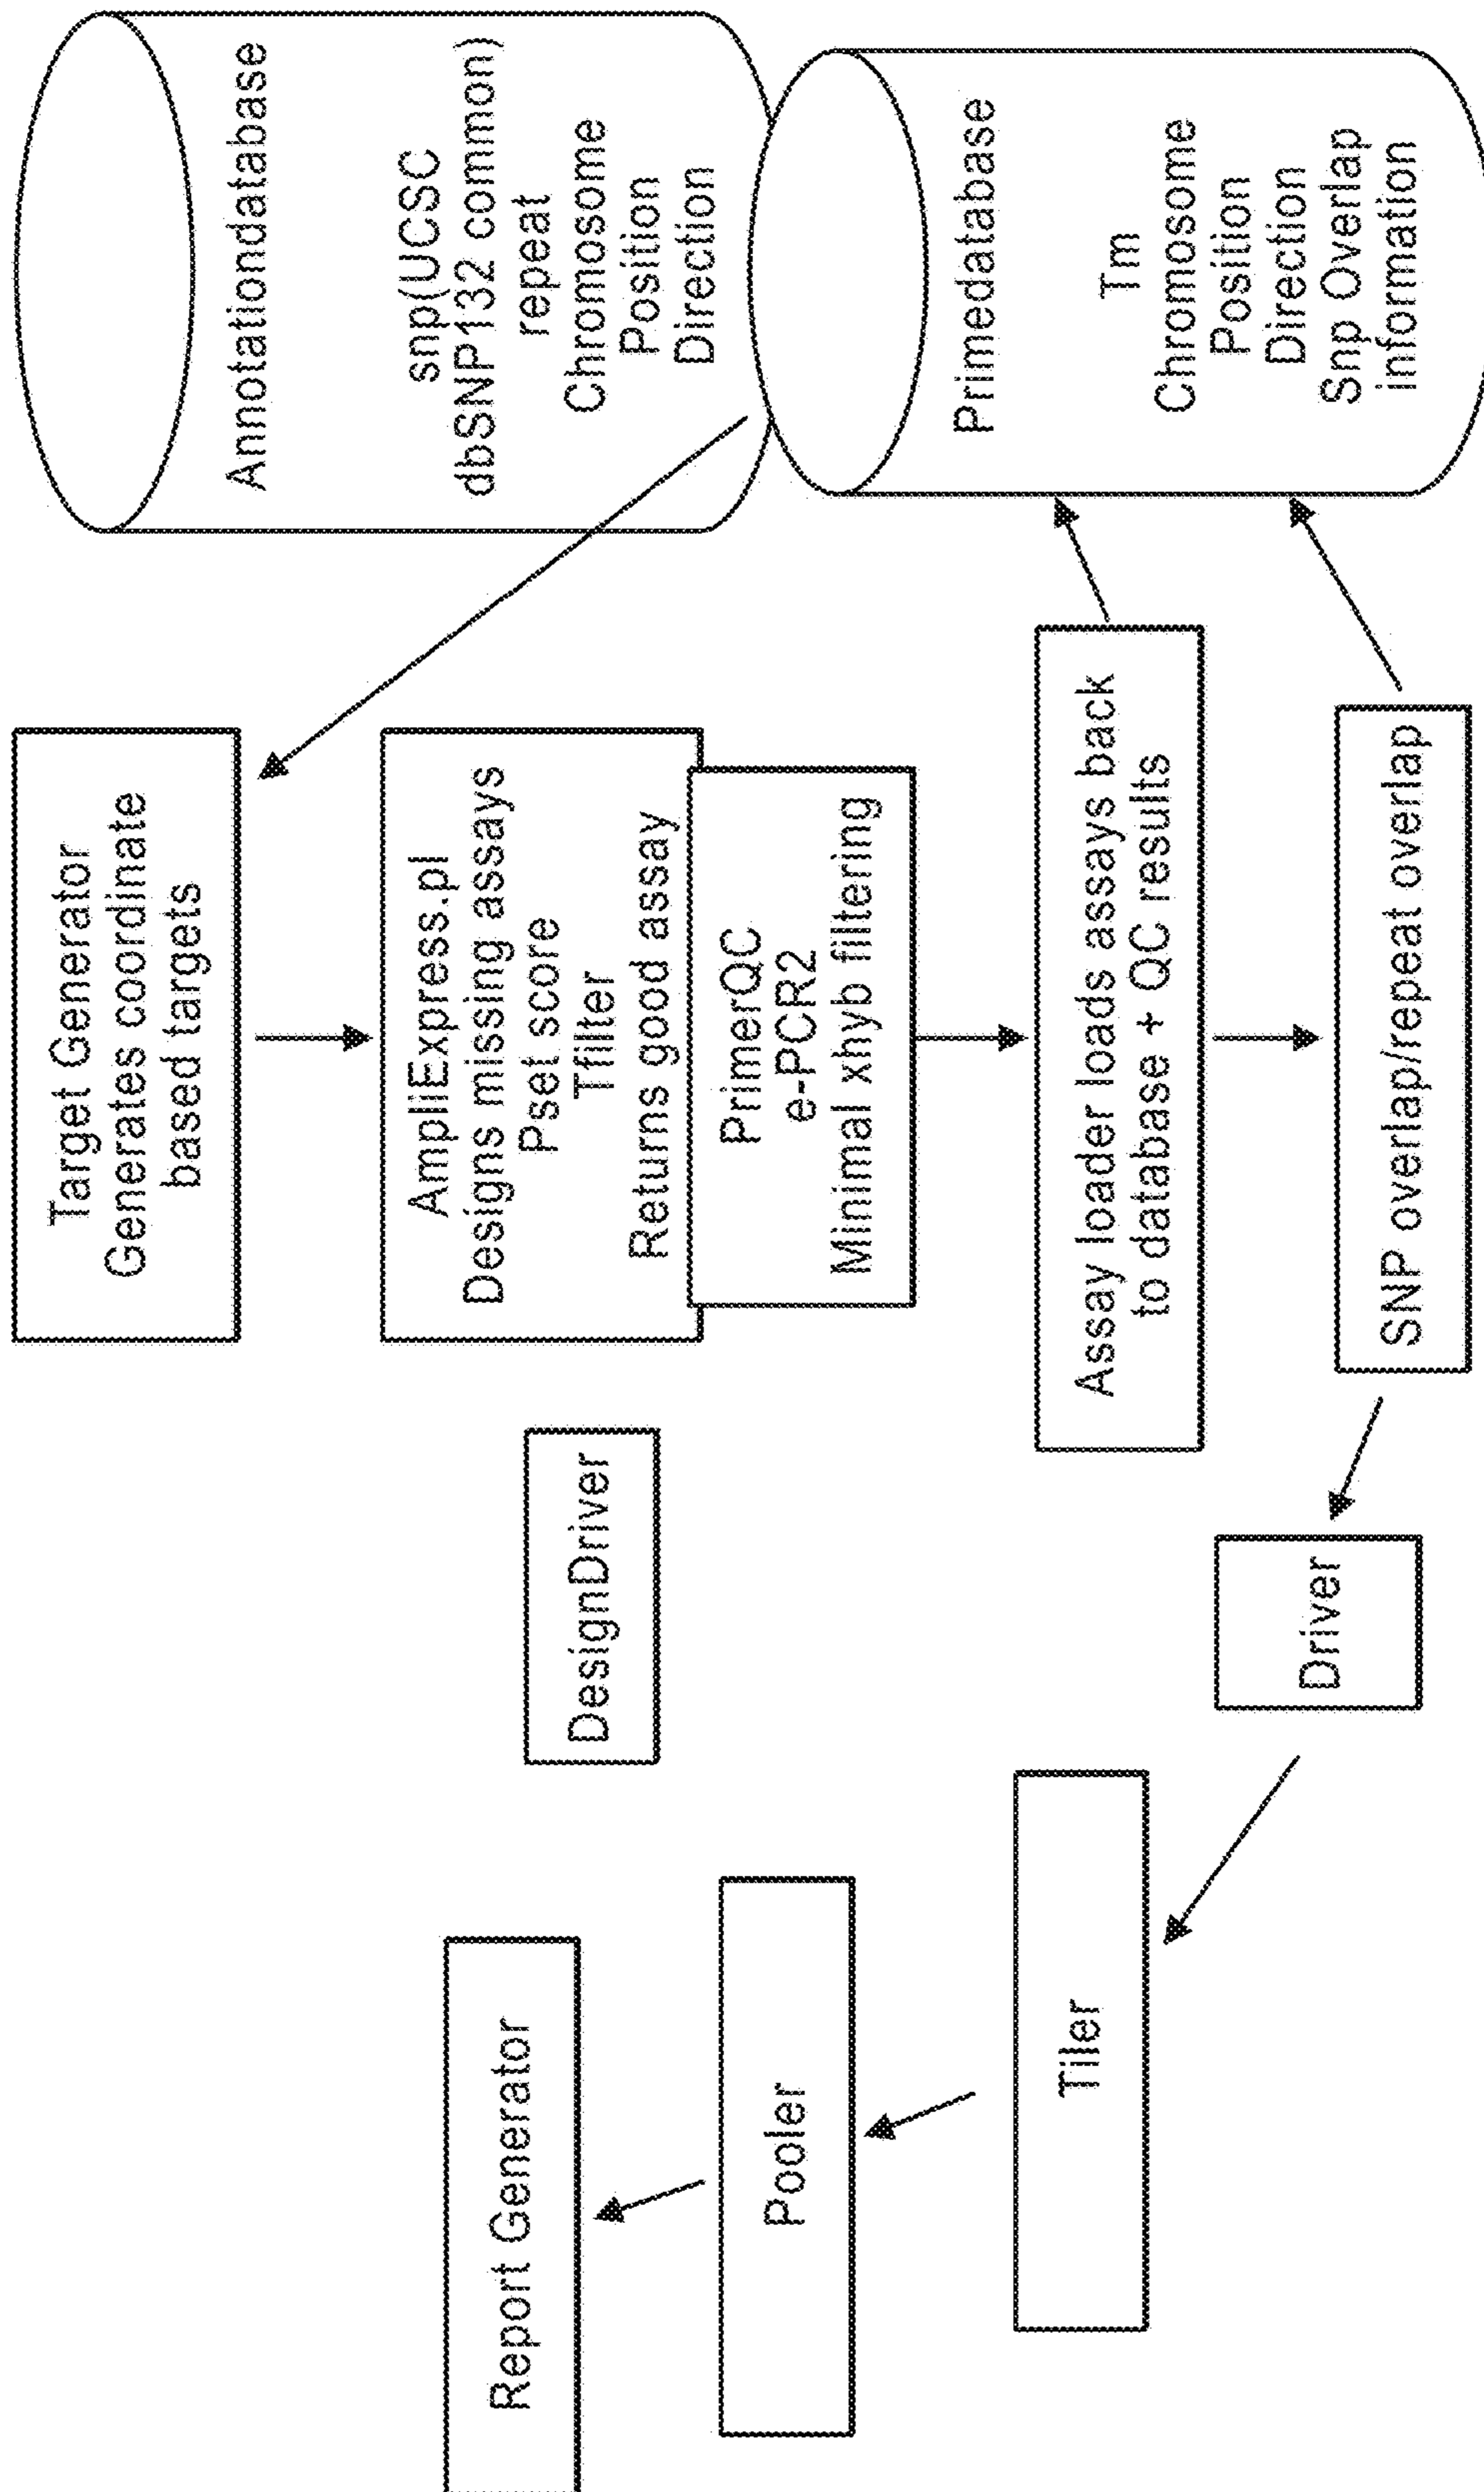 Annotationdatabase
snp(UCSC
dbSNP132 common)
repeat
Chromosome
Position
Direction
Primedatabase
Tm
Chromosome
Position
Direction
Snp Overlap
information
Target Generator
Generates coordinate
based targets
AmpliExpress.pl
Designs missing assays
Pset score
Tfilter
Returns good assay
PrimerQC
e-PCR2
Minimal xhyb filtering
Assay loader loads assays back
to database + QC results
SNP overlap/repeat overlap
DesignDriver
Driver
Tiler
Pooler
Report Generator